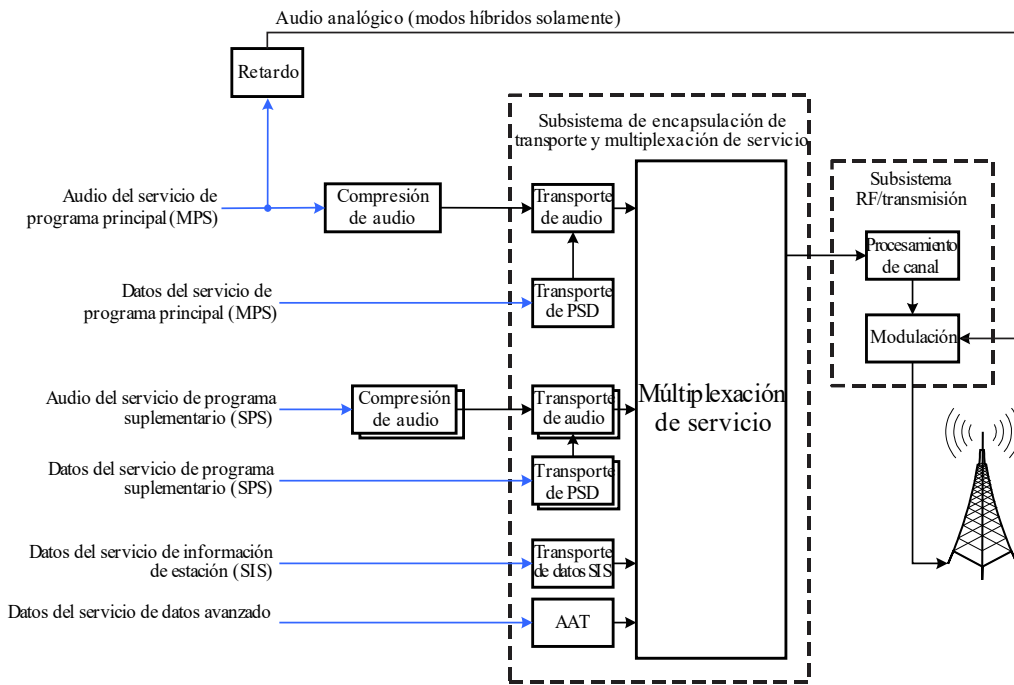 Audio analógico (modos híbridos solamente)
Retardo
Subsistema de encapsulación de
transporte y multiplexación de servicio
Audio del servicio de
programa principal (MPS)
Compresión
de audio
Transporte
de audio
Datos del servicio de
programa principal (MPS)
Transporte
de PSD
Audio del servicio de programa
suplementario (SPS)
Compresión
de audio
Transporte
de audio
Datos del servicio de programa
suplementario (SPS)
Transporte
de PSD
Datos del servicio de información
de estación (SIS)
Transporte
de datos SIS
Datos del servicio de datos avanzado
AAT
Múltiplexación
de servicio
Subsistema
RF/transmisión
Procesamiento
de canal
Modulación